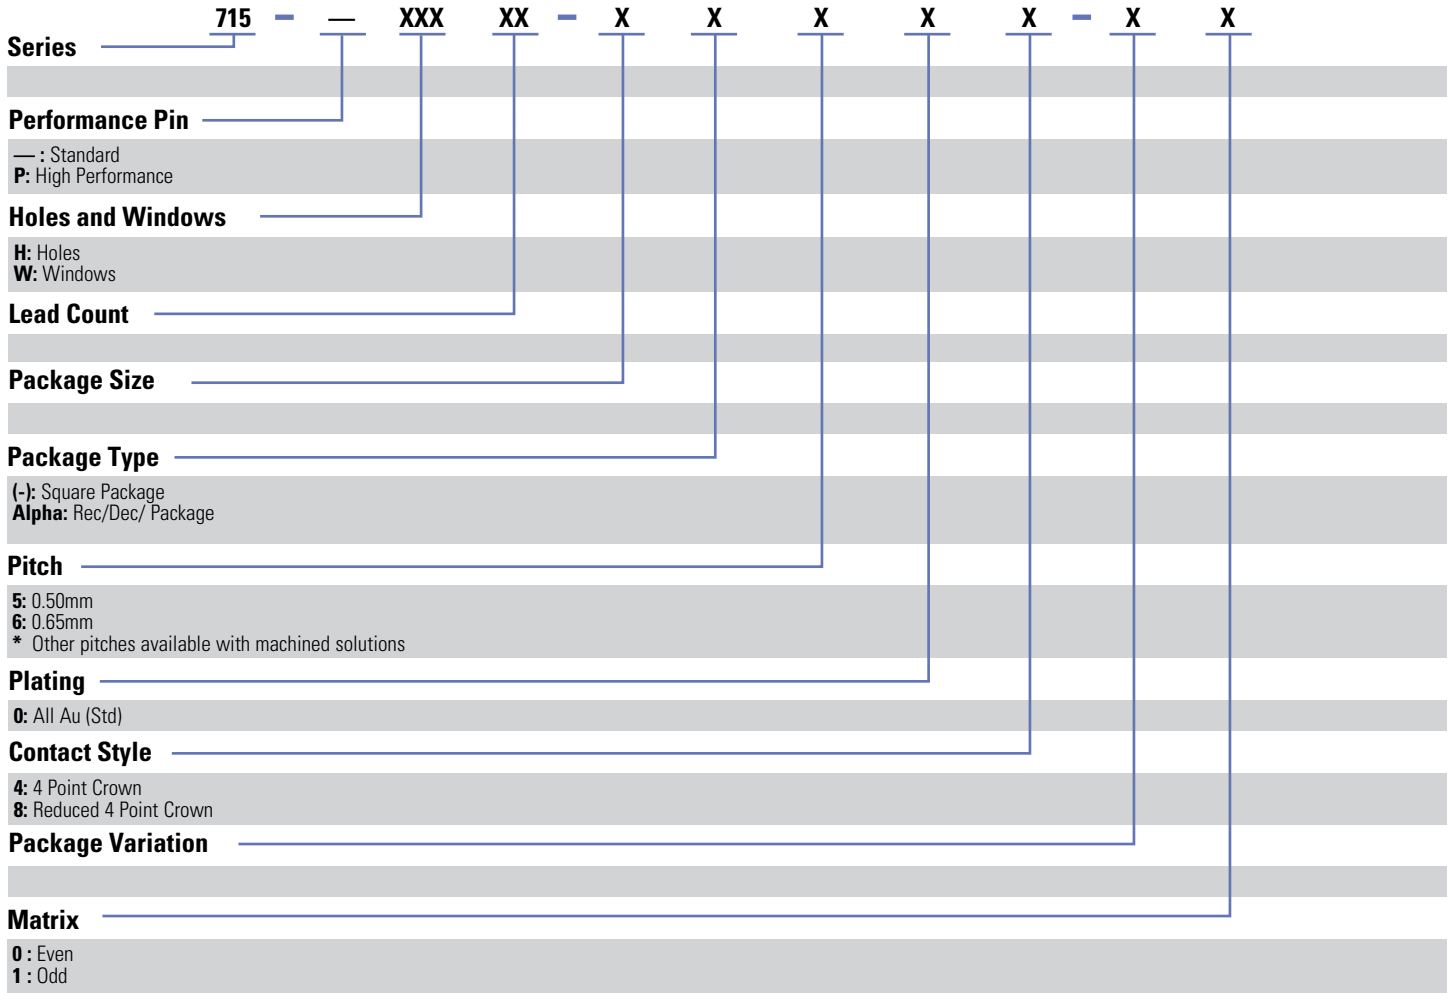 715 – — XXX XX – X X X X X – X X
Series
Performance Pin
— : Standard
P: High Performance
Holes and Windows
H: Holes
W: Windows
Lead Count
Package Size
Package Type
(-): Square Package
Alpha: Rec/Dec/ Package
Pitch
5: 0.50mm
6: 0.65mm
* Other pitches available with machined solutions
Plating
0: All Au (Std)
Contact Style
4: 4 Point Crown
8: Reduced 4 Point Crown
Package Variation
Matrix
0 : Even
1 : Odd